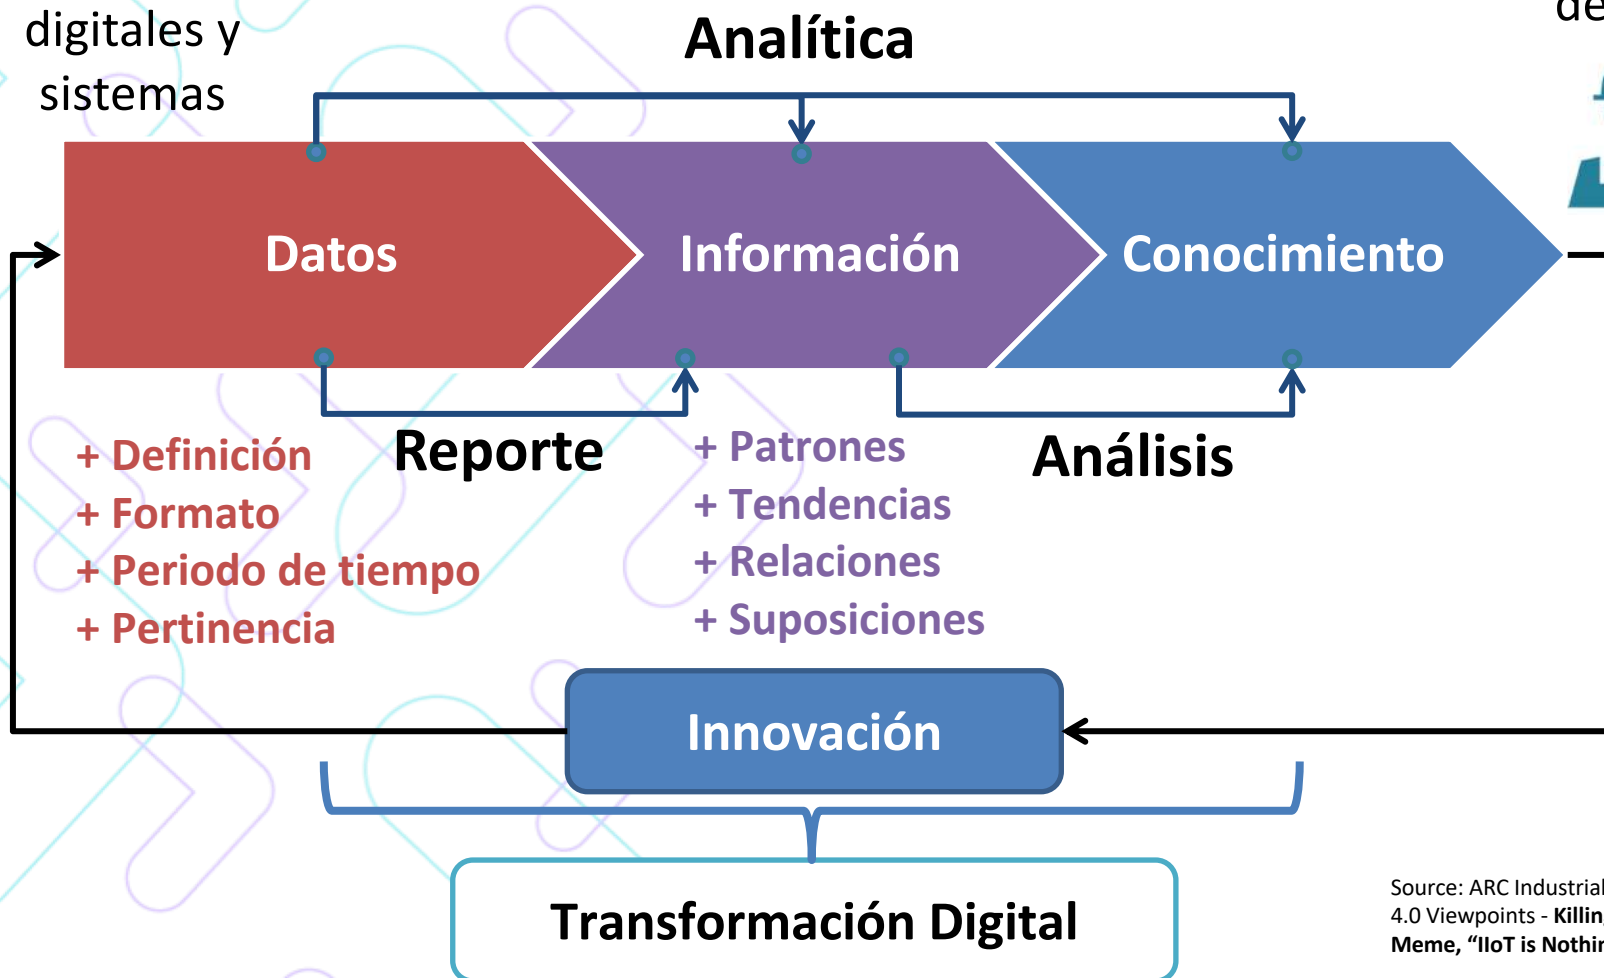 digitales y
sistemas
Analítica
Datos
Información
Conocimiento
Reporte
Análisis
+ Definición
+ Formato
+ Periodo de tiempo
+ Pertinencia
+ Patrones
+ Tendencias
+ Relaciones
+ Suposiciones
Innovación
Transformación Digital
Source: ARC Industrial
4.0 Viewpoints -
Meme, “IIoT is